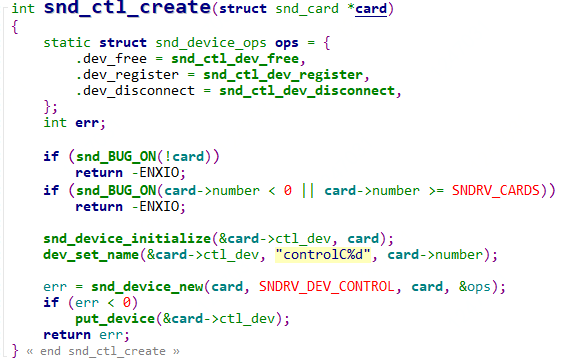 int snd_ctl_create(struct snd_card *card)
{
    static struct snd_device_ops ops = {
        .dev_free = snd_ctl_dev_free,
        .dev_register = snd_ctl_dev_register,
        .dev_disconnect = snd_ctl_dev_disconnect,
    };
    int err;

    if (snd_BUG_ON(!card))
        return -ENXIO;
    if (snd_BUG_ON(card->number < 0 || card->number >= SNDRV_CARDS))
        return -ENXIO;

    snd_device_initialize(&card->ctl_dev, card);
    dev_set_name(&card->ctl_dev, "controlC%d", card->number);

    err = snd_device_new(card, SNDRV_DEV_CONTROL, card, &ops);
    if (err < 0)
        put_device(&card->ctl_dev);
    return err;
} « end snd_ctl_create »